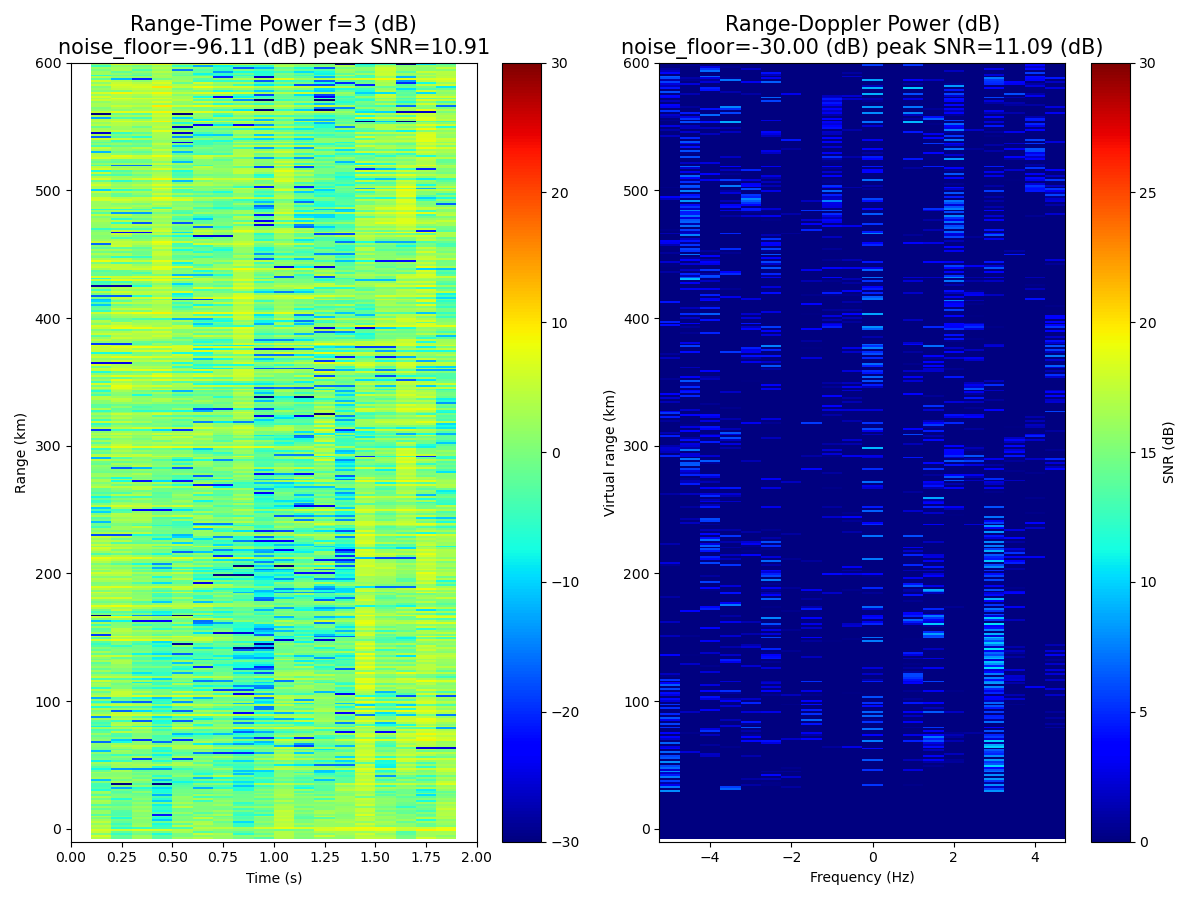 Range-Time Power f=3 (dB)
noise_floor=-96.11 (dB) peak SNR=10.91
Range-Doppler Power (dB)
noise_floor=-30.00 (dB) peak SNR=11.09 (dB)
600
500
400
300
200
100
0
Range (km)
0.00 0.25 0.50 0.75 1.00 1.25 1.50 1.75 2.00
Time (s)
30
20
10
0
−10
−20
−30
600
500
400
300
200
100
0
Virtual range (km)
−4 −2 0 2 4
Frequency (Hz)
30
25
20
15
10
5
0
SNR (dB)